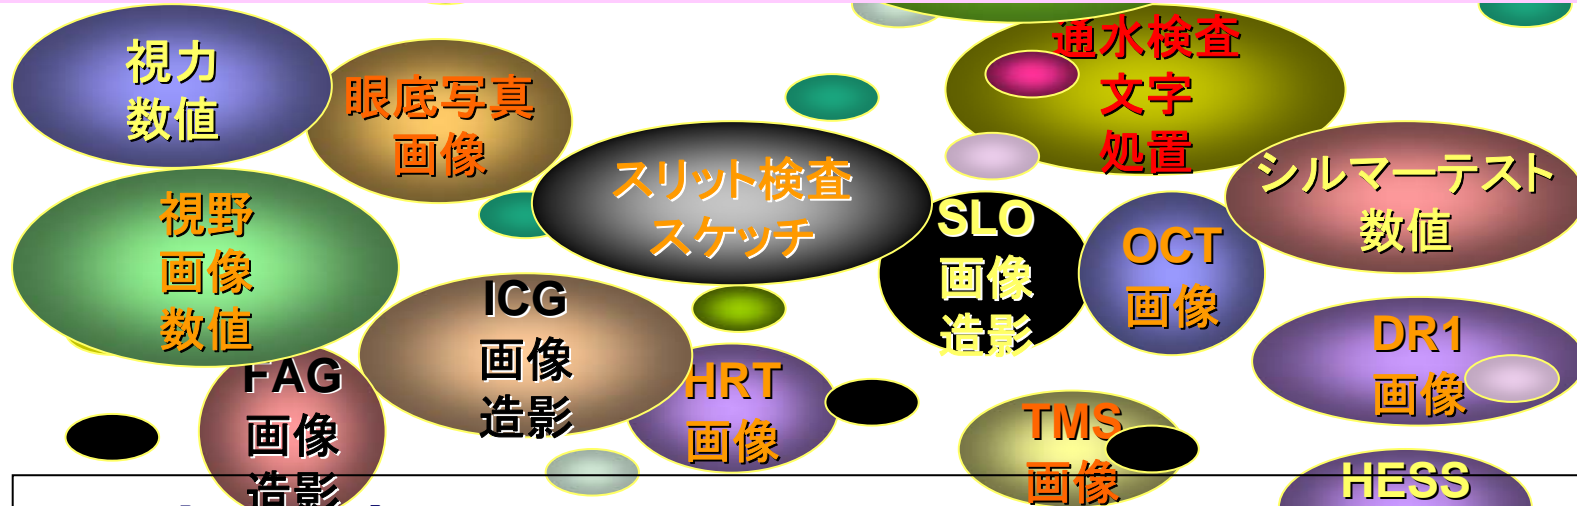 視力
数値
眼底写真
画像
通水検査
文字
処置
スリット検査
スケッチ
シルマーテスト
数値
視野
画像
数値
SLO
画像
造影
OCT
画像
ICG
画像
造影
DR1
画像
FAG
画像
造影
HRT
画像
TMS
画像
HESS